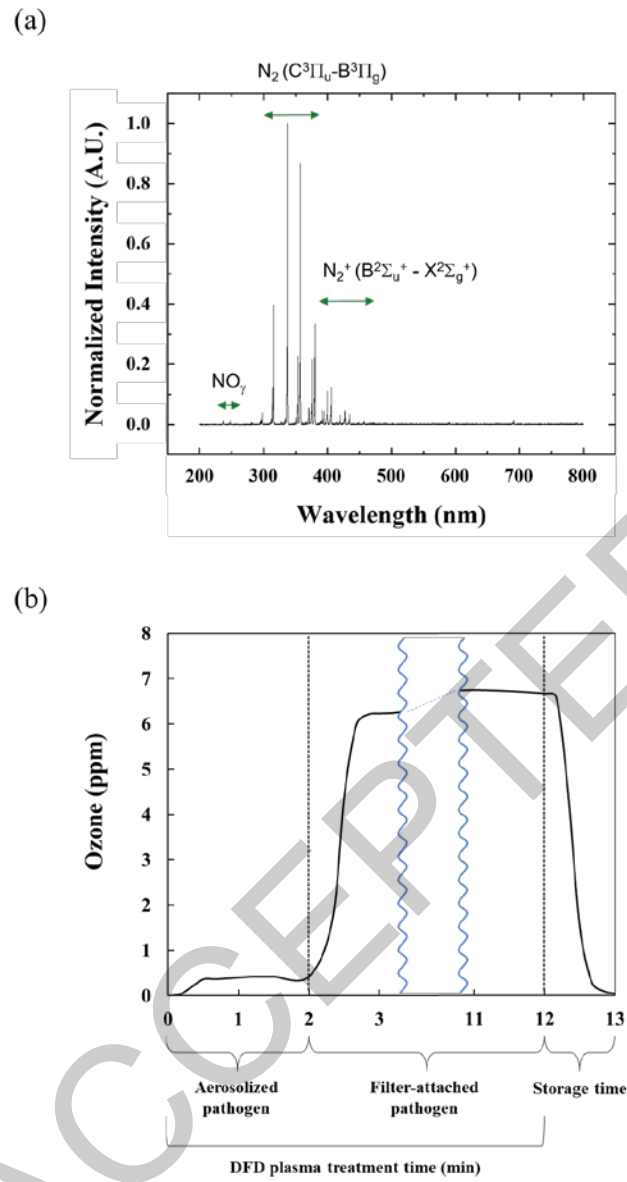 (a)
N₂ (C³Πᵤ-B³Π_g)
Normalized Intensity (A.U.)
1.0
0.8
0.6
0.4
0.2
0.0
N₂⁺ (B²Σᵤ⁺ - X²Σ_g⁺)
NOᵧ
200 300 400 500 600 700 800
Wavelength (nm)
(b)
Ozone (ppm)
8
7
6
5
4
3
2
1
0
0 1 2 3 11 12 13
Aerosolized pathogen
Filter-attached pathogen
Storage time
DFD plasma treatment time (min)
ACCEPTED